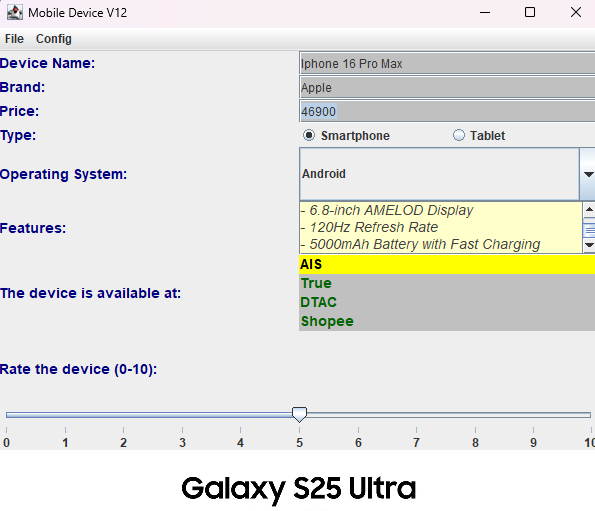 Mobile Device V12
File Config
Device Name: Iphone 16 Pro Max
Brand: Apple
Price: 46900
Type: Smartphone Tablet
Operating System: Android
Features: - 6.8-inch AMELOD Display
- 120Hz Refresh Rate
- 5000mAh Battery with Fast Charging
The device is available at: AIS
True
DTAC
Shopee
Rate the device (0-10):
0 1 2 3 4 5 6 7 8 9 10
Galaxy S25 Ultra